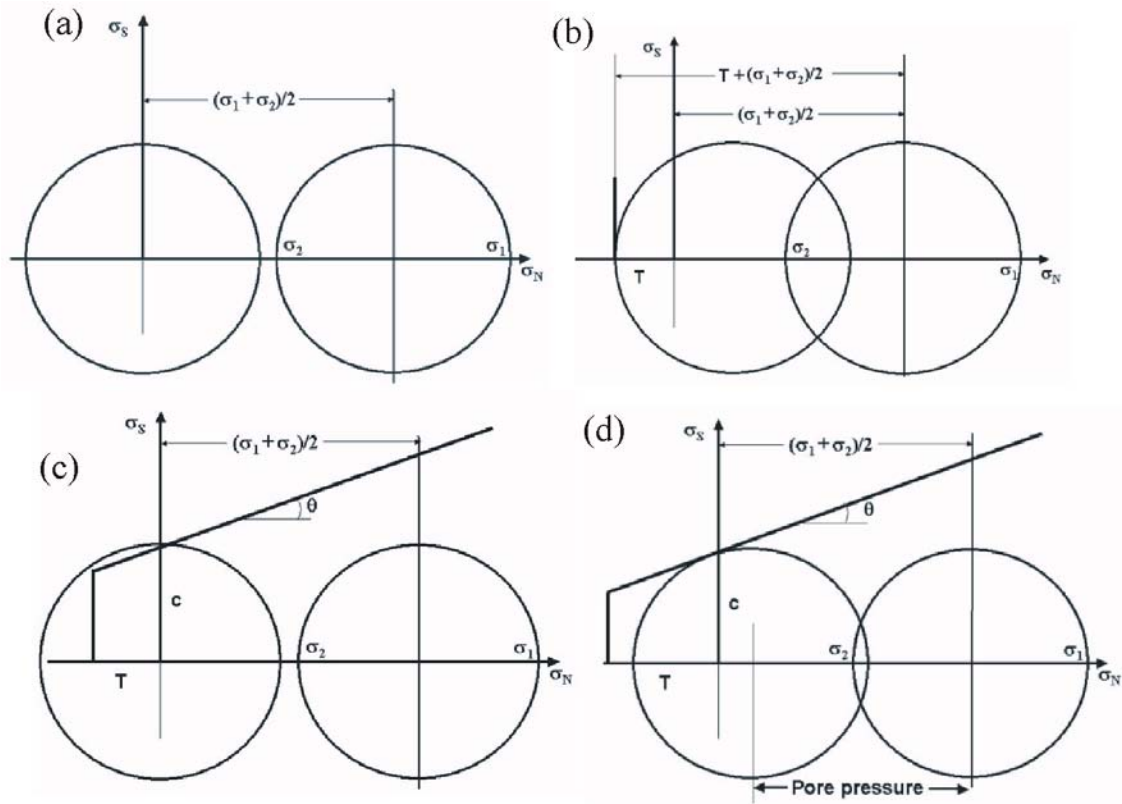 (a)
σS
(σ1+σ2)/2
σ2
σ1
σN
(b)
σS
T+(σ1+σ2)/2
(σ1+σ2)/2
σ2
σ1
T
σN
(c)
σS
(σ1+σ2)/2
θ
c
σ2
σ1
T
σN
(d)
σS
(σ1+σ2)/2
θ
c
σ2
σ1
T
σN
Pore pressure